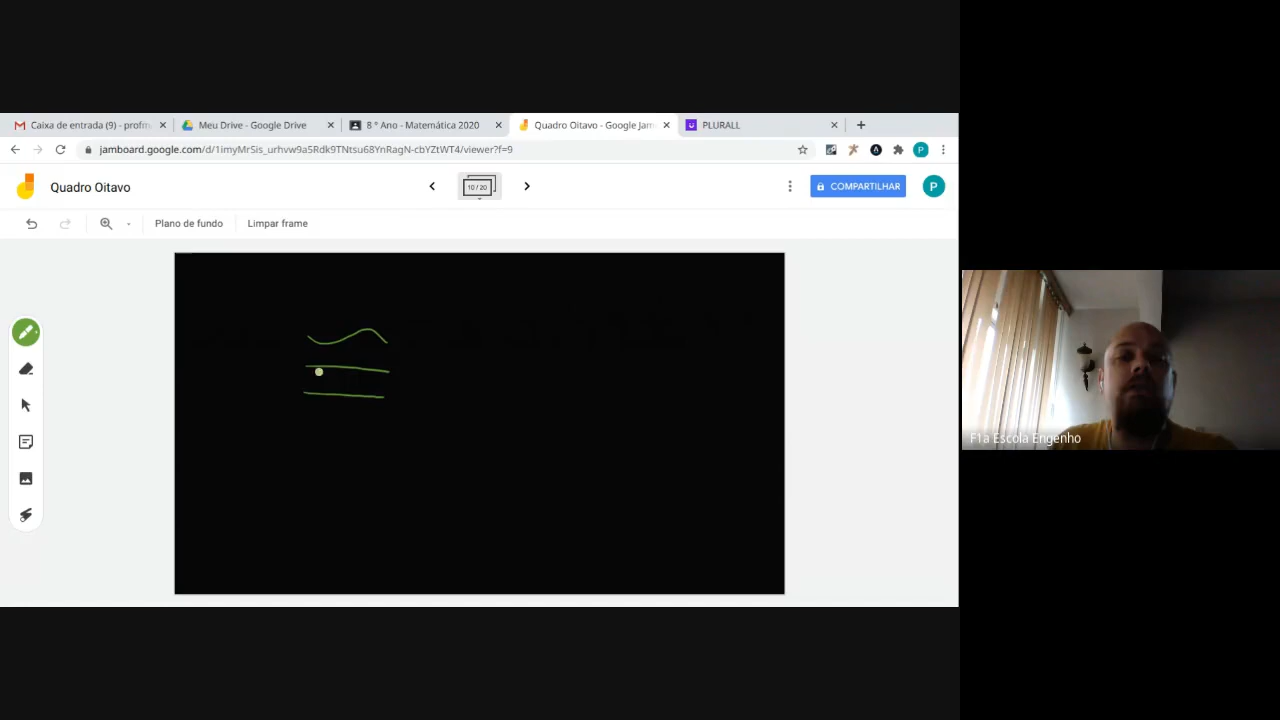 Caixa de entrada (9) - profm
Meu Drive - Google Drive
8 º Ano - Matemática 2020
Quadro Oitavo - Google Jam
PLURALL
jamboard.google.com/d/1imyMrSis_urhvw9a5Rdk9TNtsu68YnRagN-cbYZtWT4/viewer?f=9
P
Quadro Oitavo
10 / 20
COMPARTILHAR
P
Plano de fundo
Limpar frame
F1a Escola Engenho